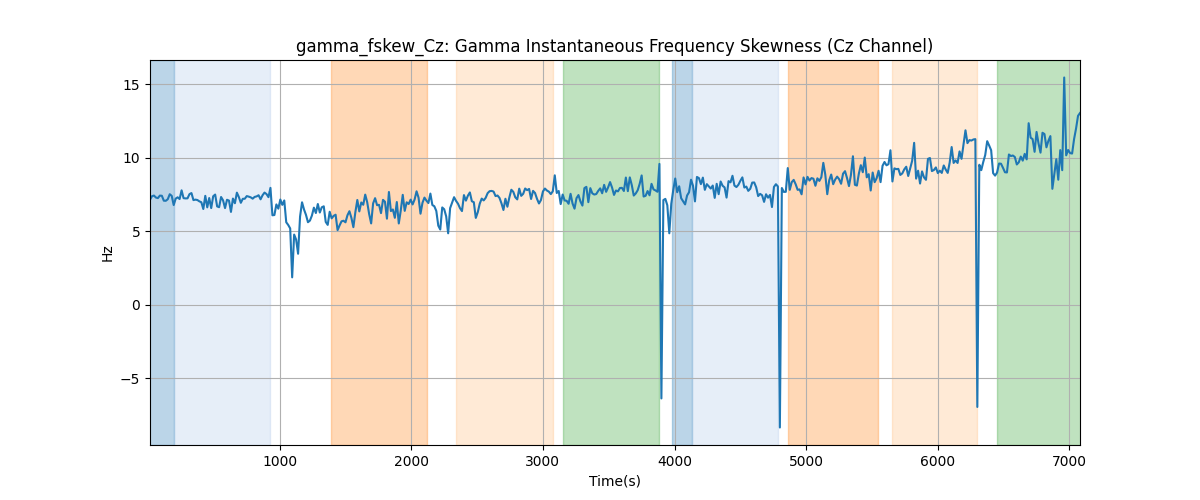 gamma_fskew_Cz: Gamma Instantaneous Frequency Skewness (Cz Channel)
15
10
5
0
−5
Hz
1000 2000 3000 4000 5000 6000 7000
Time(s)